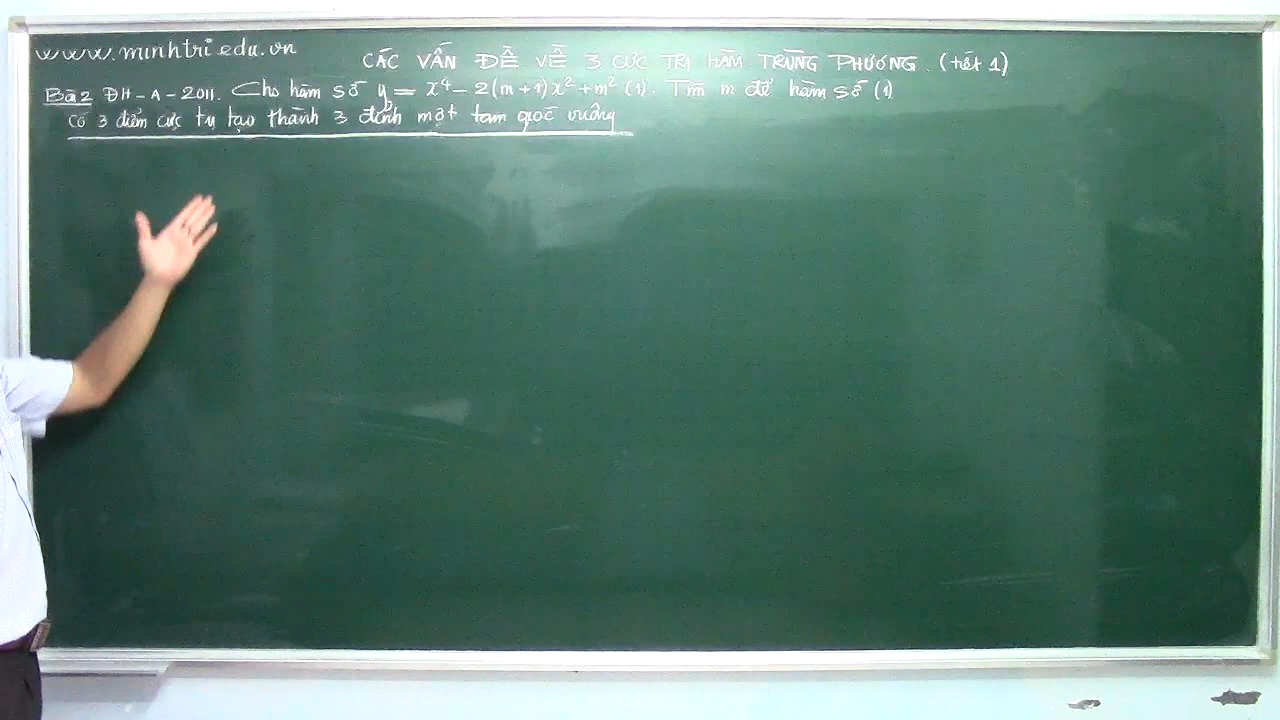 www.minhtri.edu.vn
CÁC VẤN ĐỀ VỀ 3 CỰC TRỊ HÀM TRÙNG PHƯƠNG. (tiết 1)
Bài 2 ĐH-A-2011. Cho hàm số y = x⁴ - 2(m+1)x² + m² (1). Tìm m để hàm số (1)
có 3 điểm cực trị tạo thành 3 đỉnh một tam giác vuông